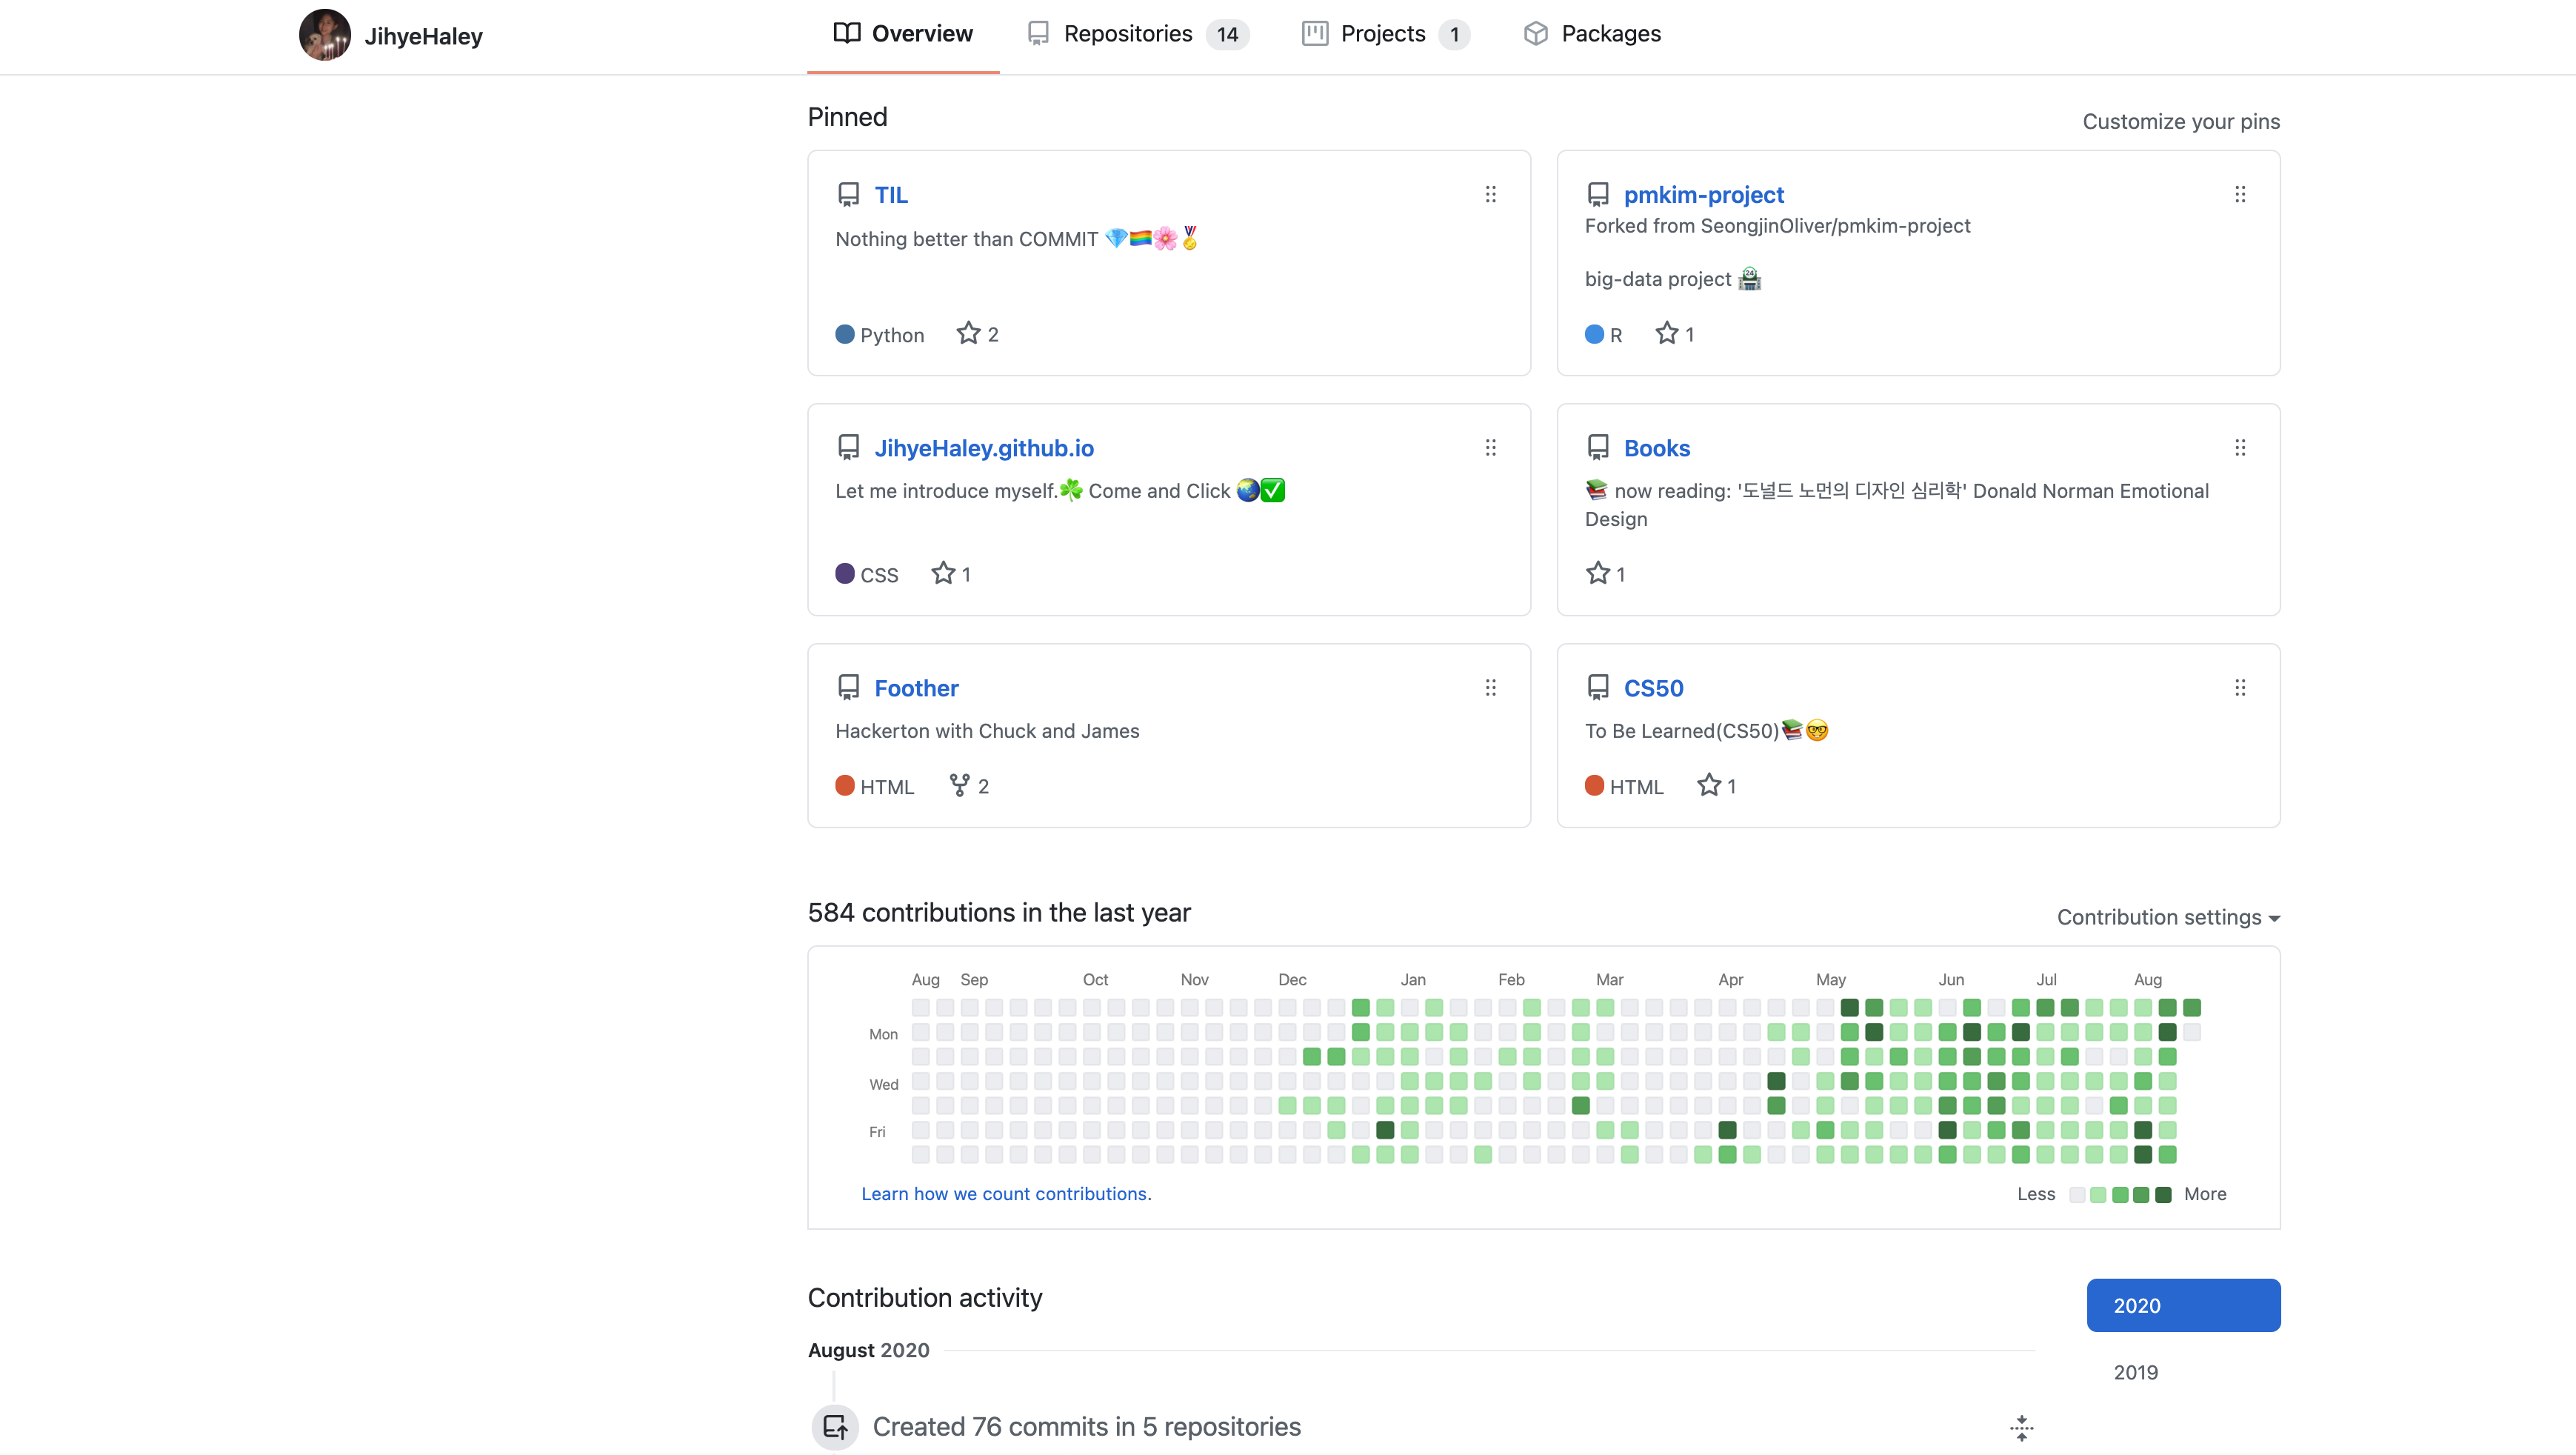 JihyeHaley
Overview
Repositories 14
Projects 1
Packages
Pinned
Customize your pins
TIL
Nothing better than COMMIT 💎🏳️‍🌈🌸🏅
Python 2
pmkim-project
Forked from SeongjinOliver/pmkim-project
big-data project 🏪
R 1
JihyeHaley.github.io
Let me introduce myself.☘️ Come and Click 🌏✅
CSS 1
Books
📚 now reading: '도널드 노먼의 디자인 심리학' Donald Norman Emotional
Design
1
Foother
Hackerton with Chuck and James
HTML 2
CS50
To Be Learned(CS50)📚🤓
HTML 1
584 contributions in the last year
Contribution settings
Aug Sep Oct Nov Dec Jan Feb Mar Apr May Jun Jul Aug
Mon
Wed
Fri
Learn how we count contributions.
Less More
Contribution activity
2020
August 2020
2019
Created 76 commits in 5 repositories